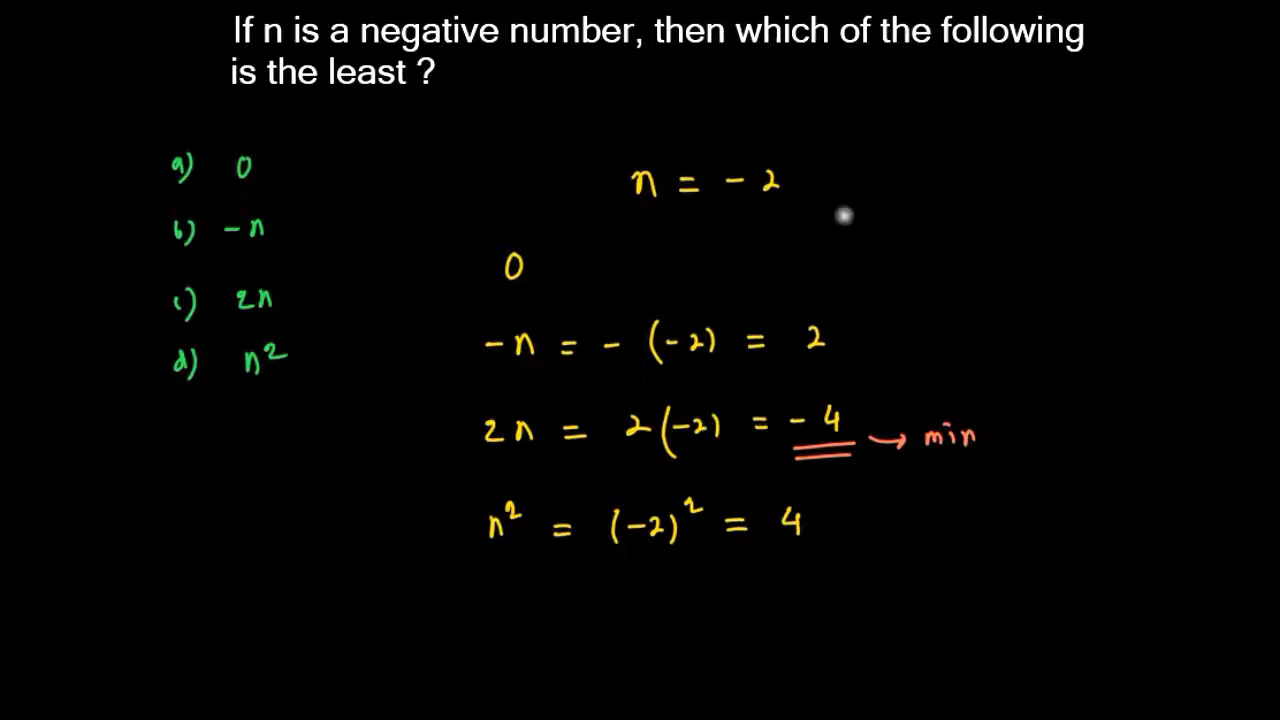 If n is a negative number, then which of the following
is the least ?
a) 0
b) -n
c) 2n
d) n²
n = -2
0
-n = -(-2) = 2
2n = 2(-2) = -4 → min
n² = (-2)² = 4